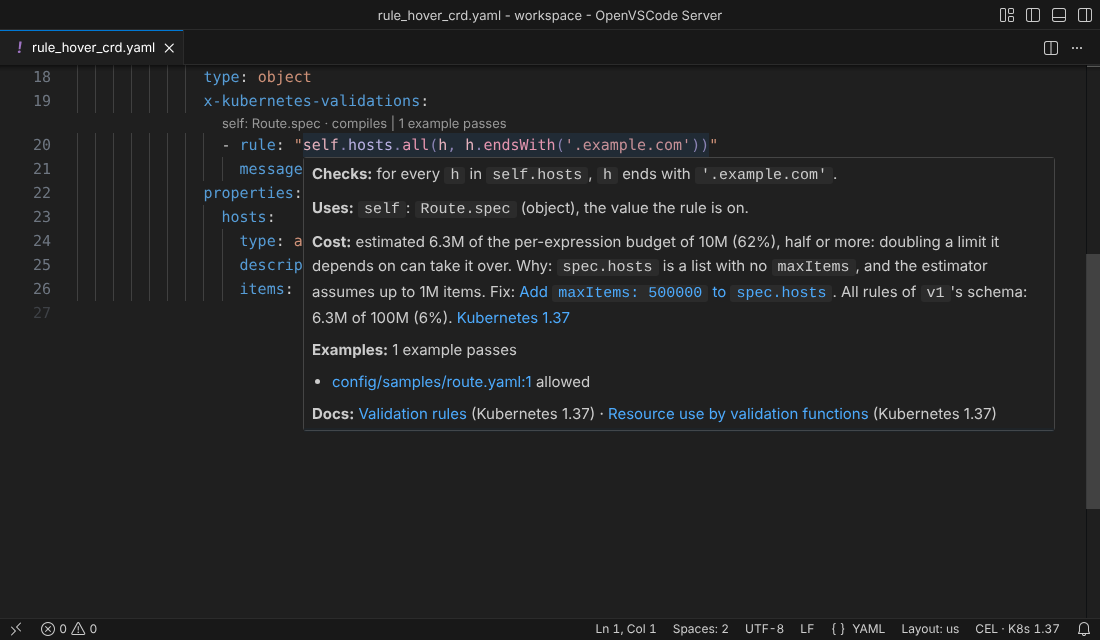 rule_hover_crd.yaml - workspace - OpenVSCode Server
! rule_hover_crd.yaml
18 type: object
19 x-kubernetes-validations:
self: Route.spec · compiles | 1 example passes
20 - rule: "self.hosts.all(h, h.endsWith('.example.com'))"
21 message
22 properties:
23 hosts:
24 type: a
25 descrip
26 items:
27
Checks: for every h in self.hosts, h ends with '.example.com'.
Uses: self: Route.spec (object), the value the rule is on.
Cost: estimated 6.3M of the per-expression budget of 10M (62%), half or more: doubling a limit it
depends on can take it over. Why: spec.hosts is a list with no maxItems, and the estimator
assumes up to 1M items. Fix: Add maxItems: 500000 to spec.hosts. All rules of v1's schema:
6.3M of 100M (6%). Kubernetes 1.37
Examples: 1 example passes
• config/samples/route.yaml:1 allowed
Docs: Validation rules (Kubernetes 1.37) · Resource use by validation functions (Kubernetes 1.37)
0 0 Ln 1, Col 1 Spaces: 2 UTF-8 LF { } YAML Layout: us CEL · K8s 1.37